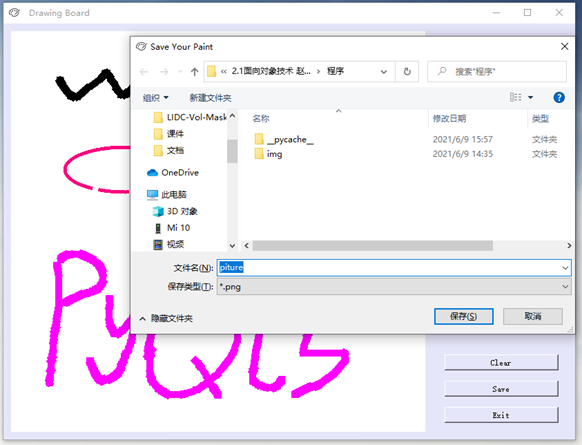 Drawing Board
Save Your Paint
« 2.1面向对象技术 赵... › 程序
搜索"程序"
组织 新建文件夹
名称 修改日期 类型
LIDC-Vol-Mask
课件
文档
OneDrive
此电脑
3D 对象
Mi 10
视频
__pycache__ 2021/6/9 15:57 文件夹
img 2021/6/9 14:35 文件夹
文件名(N): piture
保存类型(T): *.png
隐藏文件夹 保存(S) 取消
Clear
Save
Exit